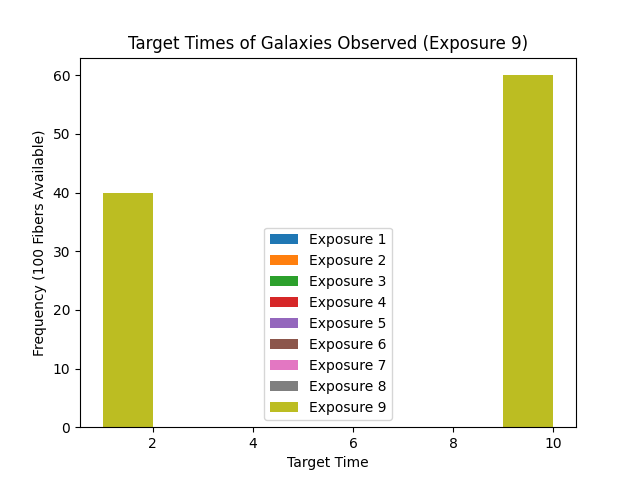 Target Times of Galaxies Observed (Exposure 9)
Frequency (100 Fibers Available)
60
50
40
30
20
10
0
Exposure 1
Exposure 2
Exposure 3
Exposure 4
Exposure 5
Exposure 6
Exposure 7
Exposure 8
Exposure 9
2 4 6 8 10
Target Time